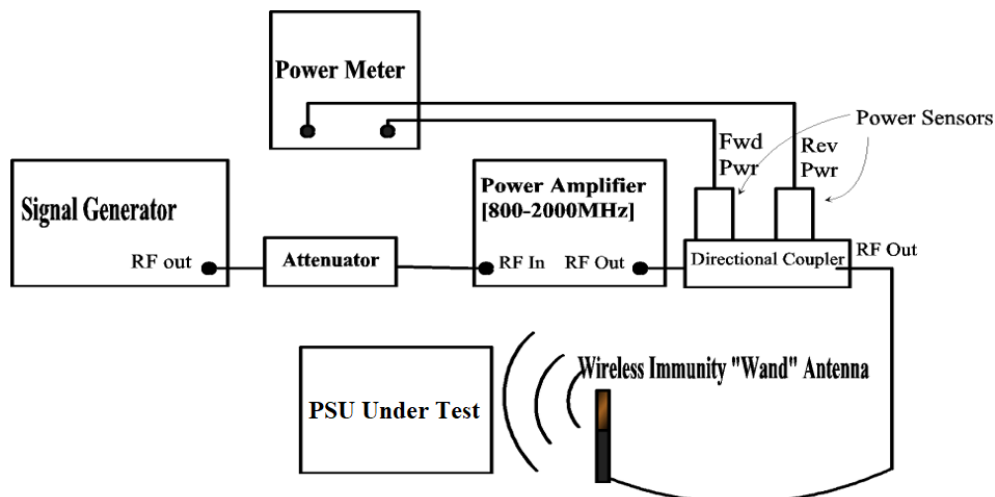 Power Meter
Fwd
Pwr
Rev
Pwr
Power Sensors
Signal Generator
RF out
Attenuator
Power Amplifier
[800-2000MHz]
RF In
RF Out
Directional Coupler
RF Out
Wireless Immunity "Wand" Antenna
PSU Under Test